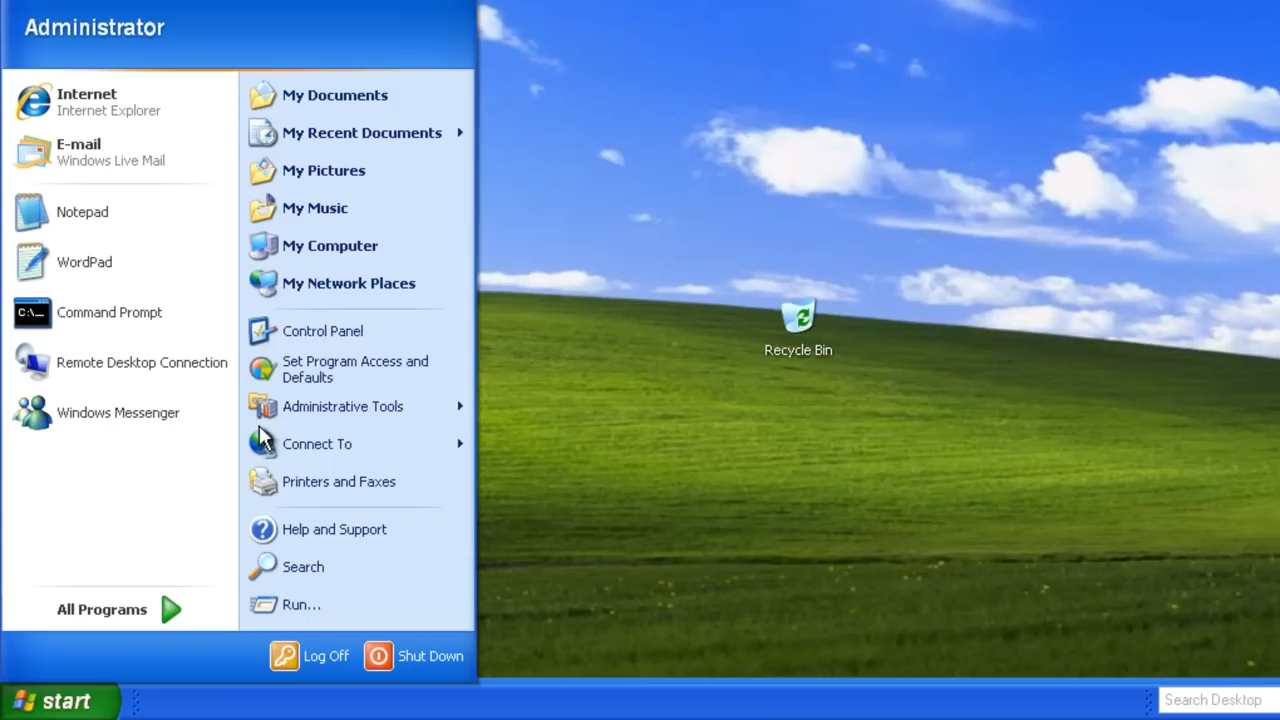 Administrator
Internet
Internet Explorer
E-mail
Windows Live Mail
Notepad
WordPad
C:\_
Command Prompt
Remote Desktop Connection
Windows Messenger
All Programs
My Documents
My Recent Documents
My Pictures
My Music
My Computer
My Network Places
Control Panel
Set Program Access and
Defaults
Administrative Tools
Connect To
Printers and Faxes
Help and Support
Search
Run...
Log Off
Shut Down
Recycle Bin
start
Search Desktop